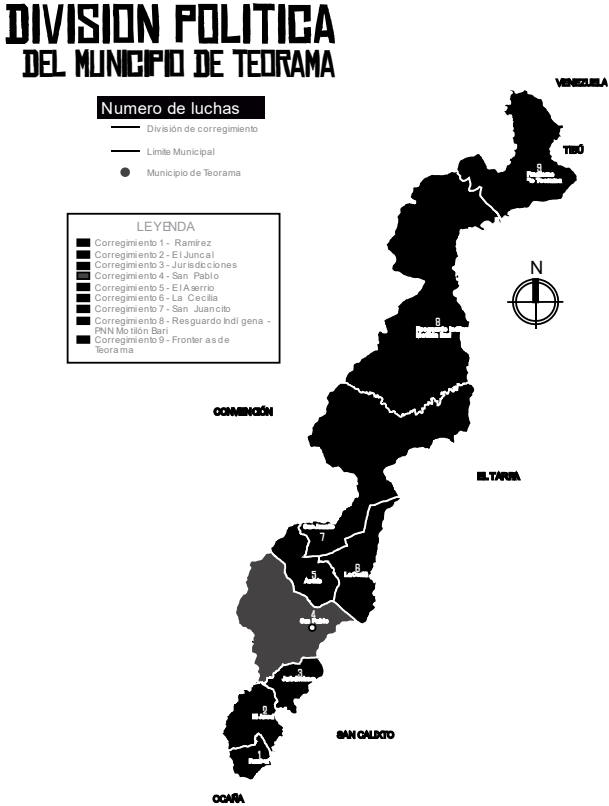 DIVISION POLITICA
DEL MUNICIPIO DE TEORAMA
Numero de luchas
División de corregimiento
Límite Municipal
Municipio de Teorama
LEYENDA
Corregimiento 1 - Ramírez
Corregimiento 2 - El Juncal
Corregimiento 3 - Jurisdicciones
Corregimiento 4 - San Pablo
Corregimiento 5 - El Aserrio
Corregimiento 6 - La Cecilia
Corregimiento 7 - San Juancito
Corregimiento 8 - Resguardo Indígena -
PNN Motilón Bari
Corregimiento 9 - Fronteras de
Teorama
VENEZUELA
TIBÚ
9
N
8
CONVENCIÓN
EL TARRA
7
6
5
4
San Pablo
3
2
1
SAN CALIXTO
OCAÑA